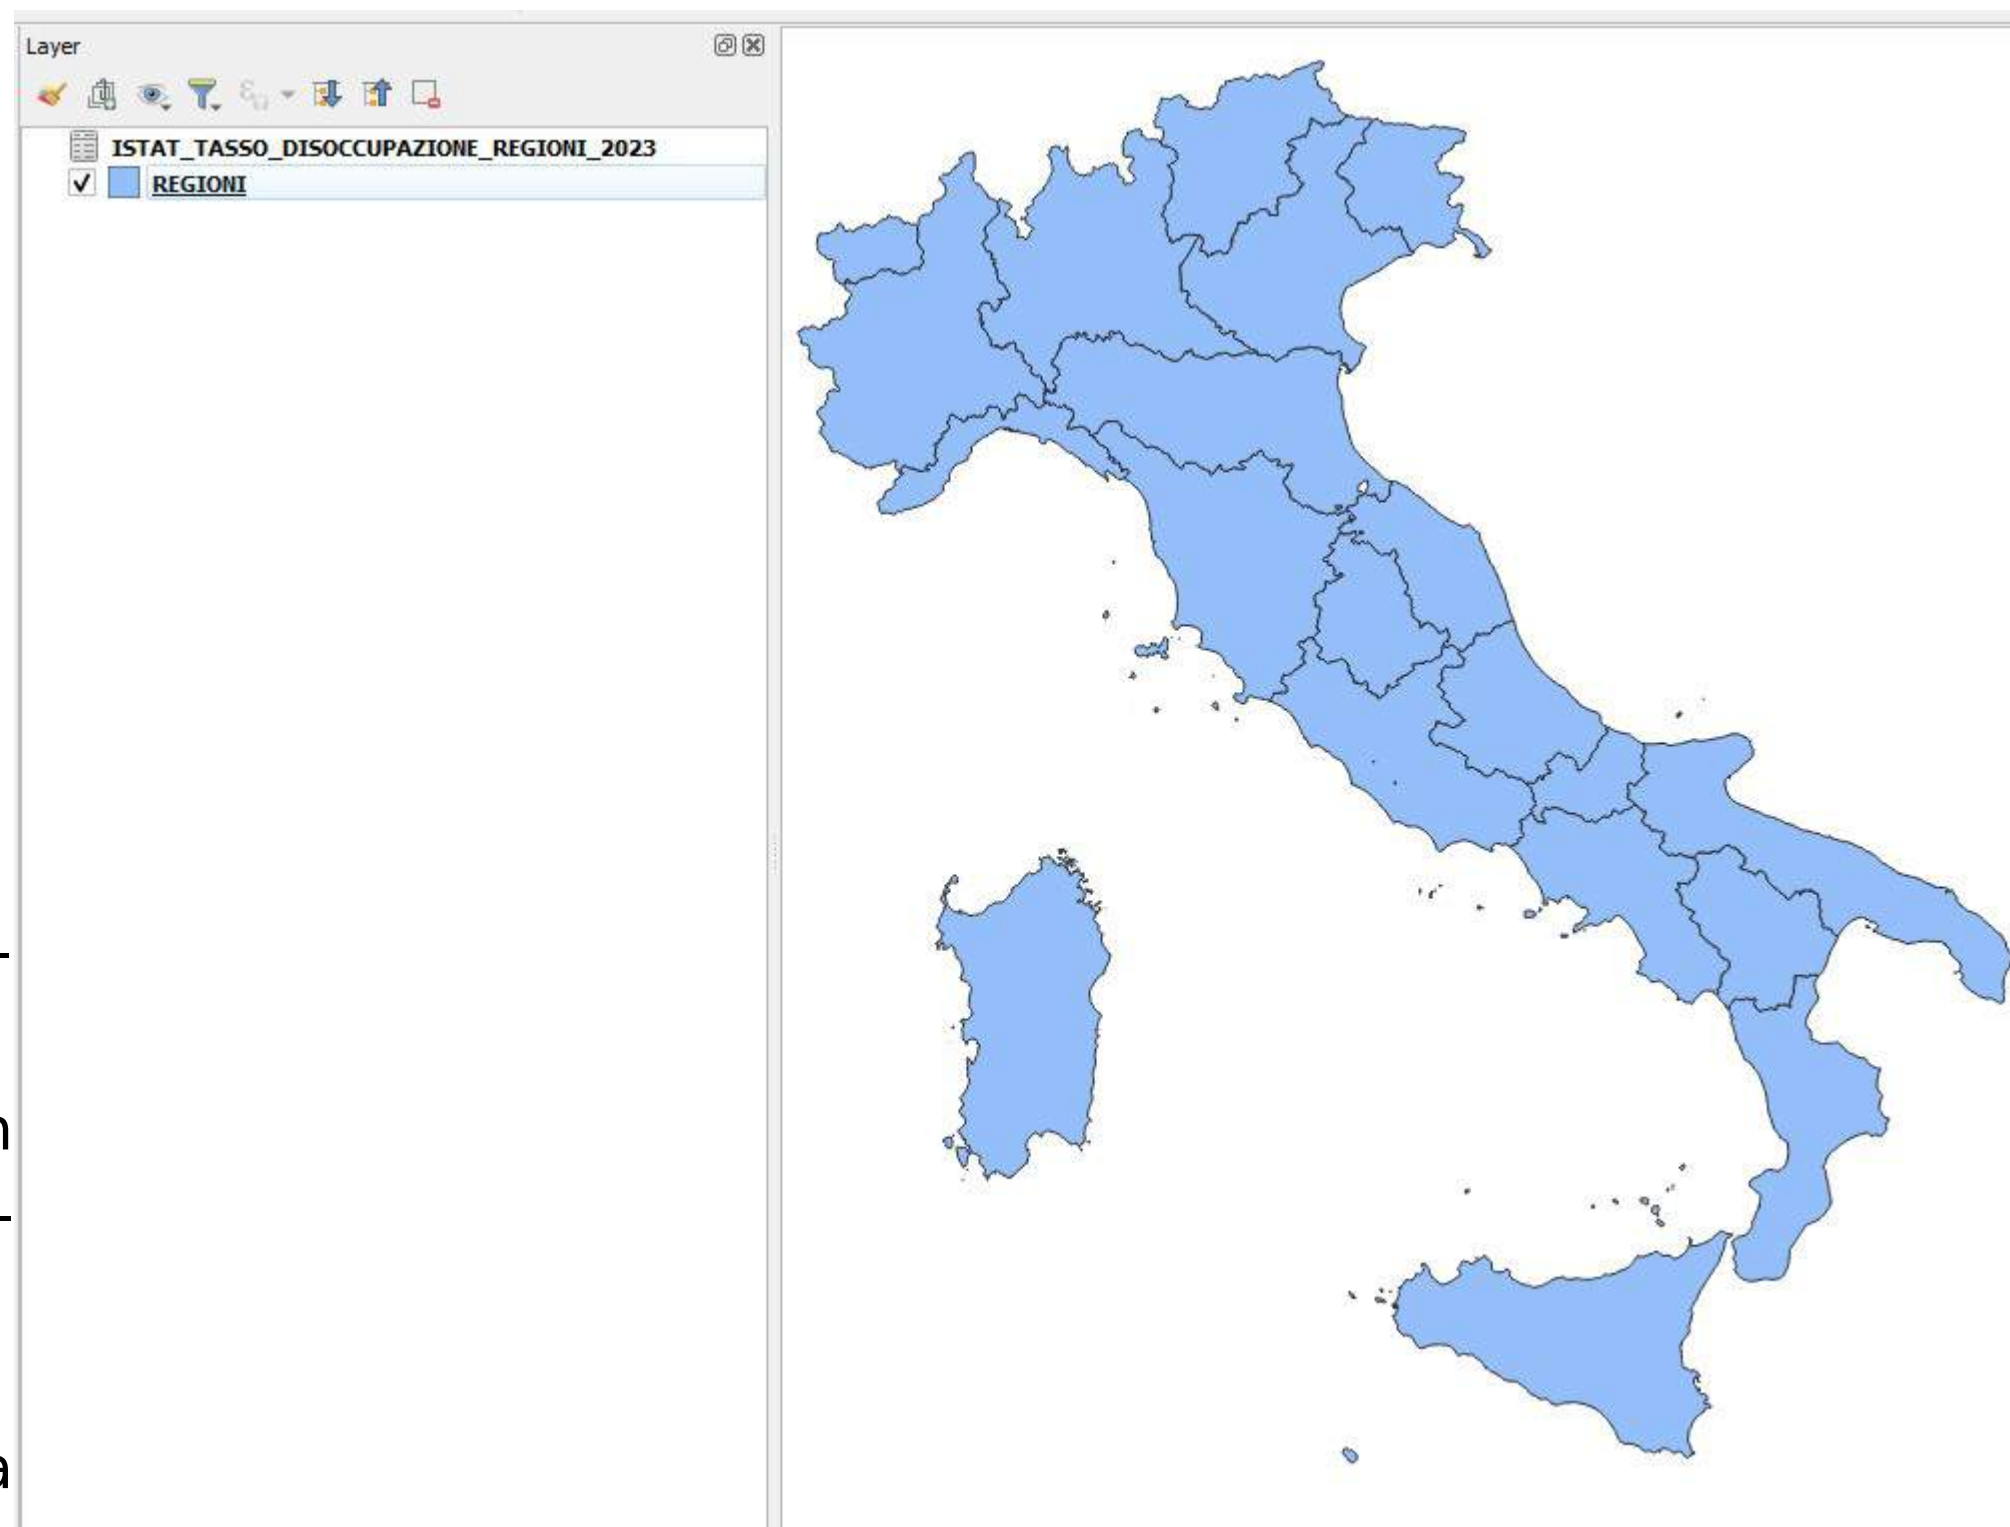 Layer
ISTAT_TASSO_DISOCCUPAZIONE_REGIONI_2023
REGIONI
n
a